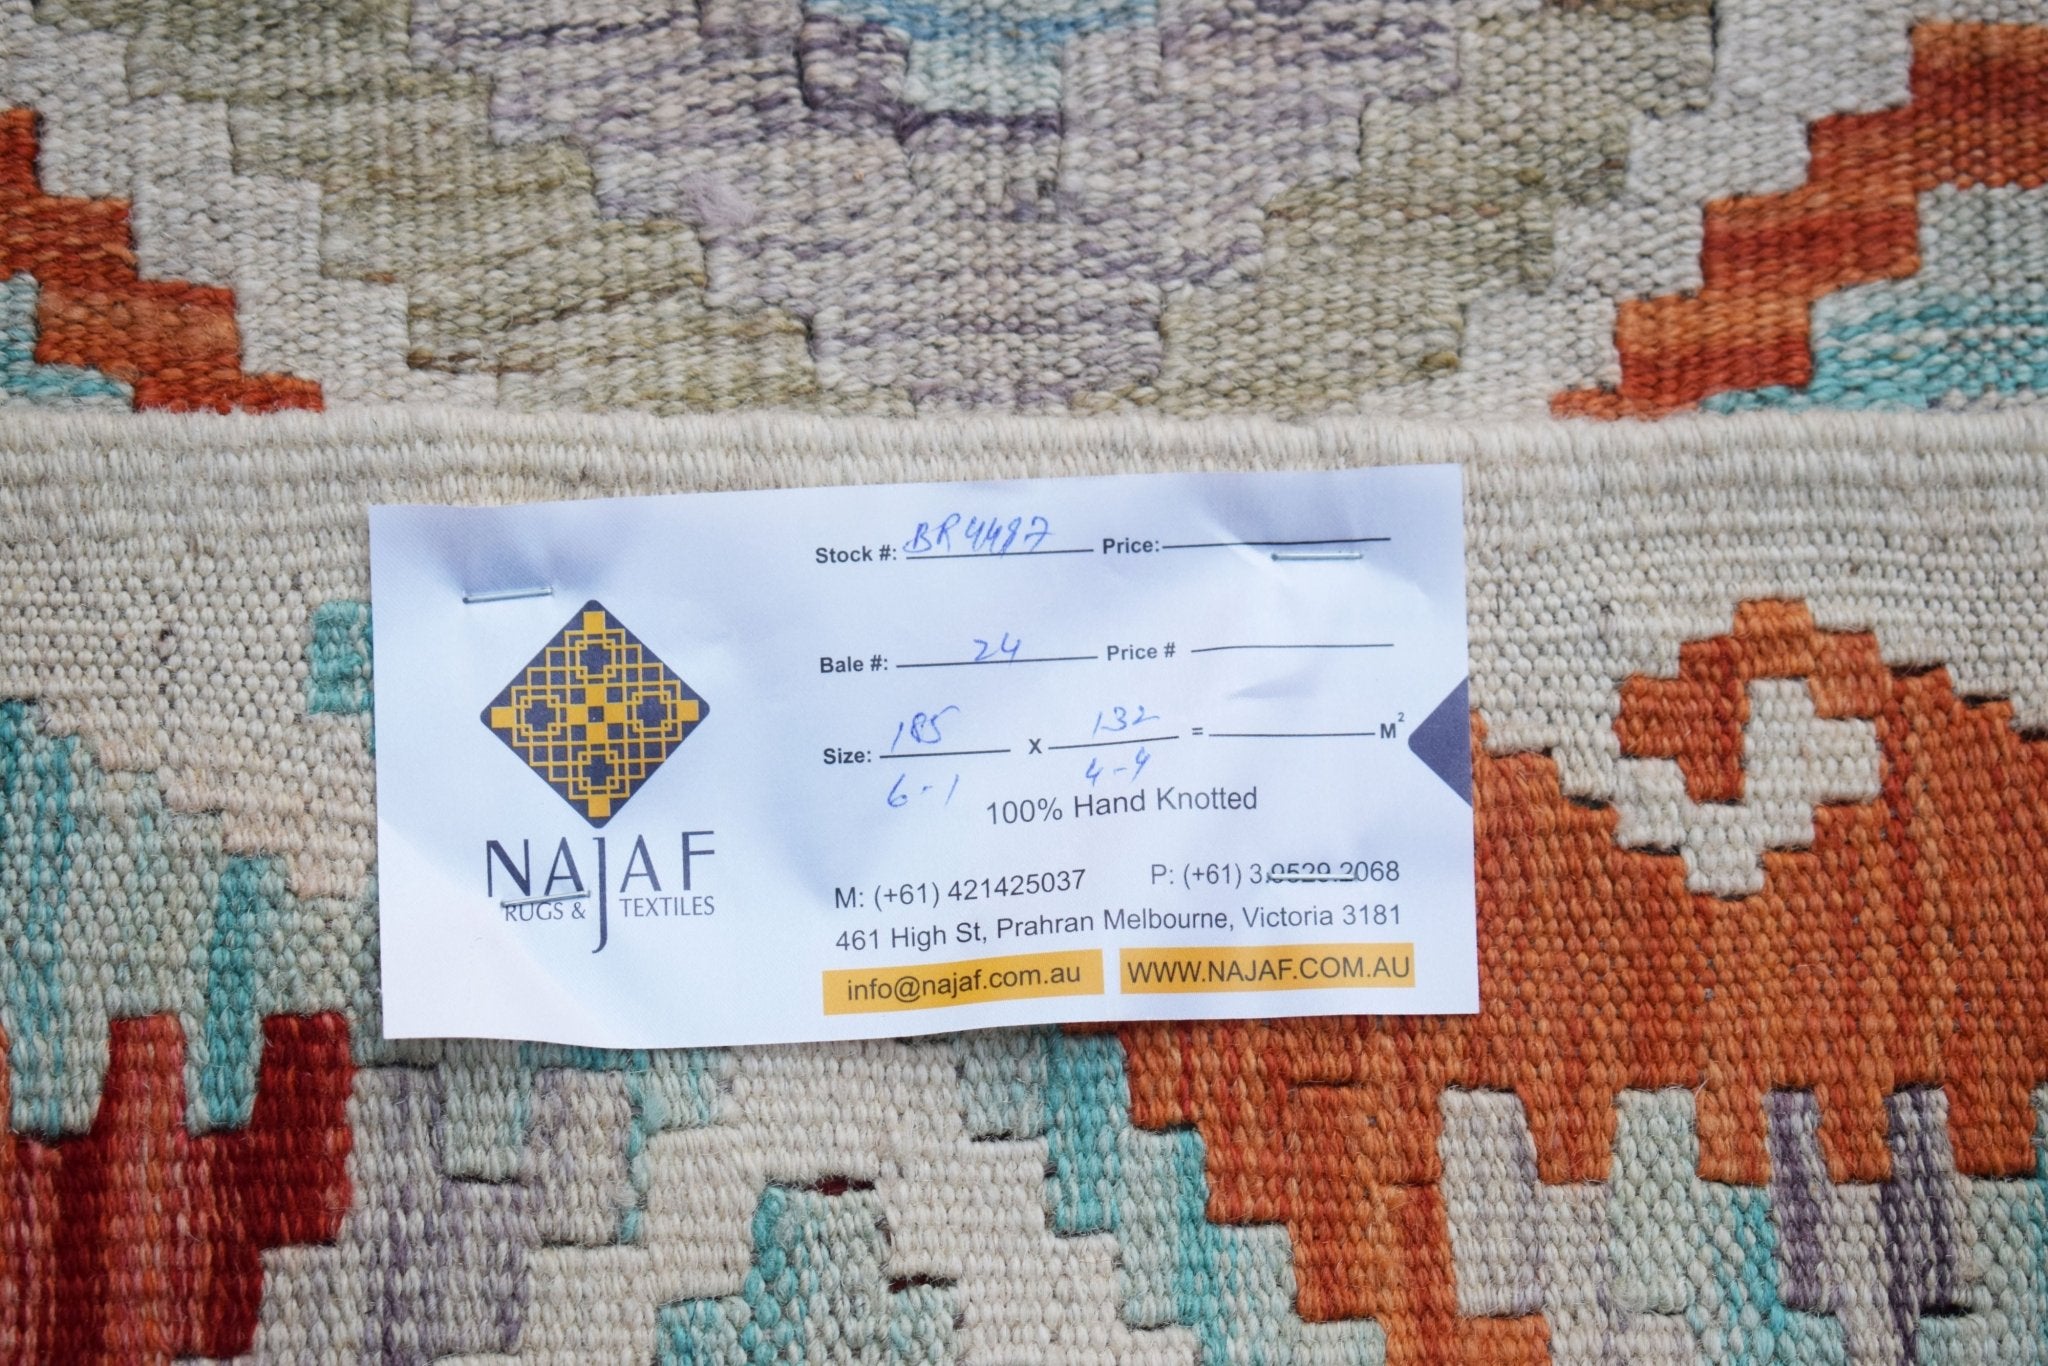 Stock #: BR4487 Price:
Bale #: 24 Price #
Size: 185 X 132 = M²
6-1 4-4
100% Hand Knotted
NAJAF
RUGS & TEXTILES
M: (+61) 421425037 P: (+61) 3.9529.2068
461 High St, Prahran Melbourne, Victoria 3181
info@najaf.com.au WWW.NAJAF.COM.AU